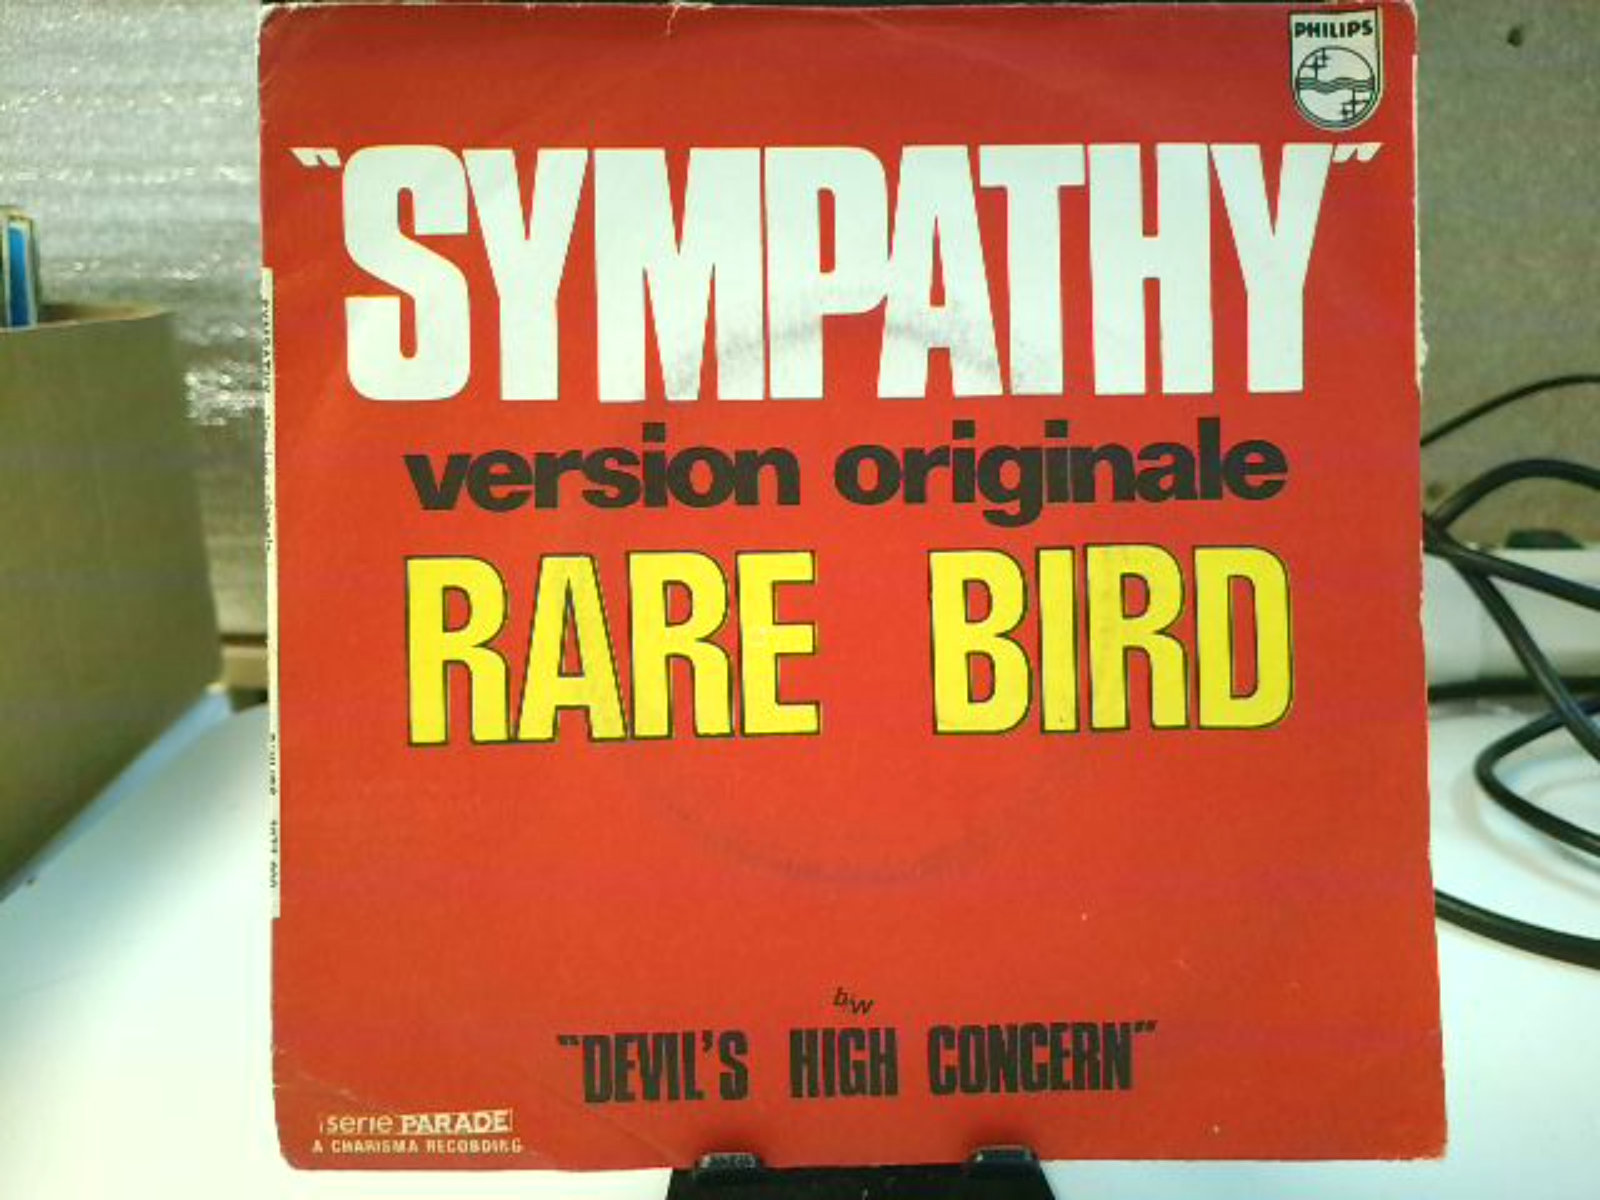 PHILIPS
"SYMPATHY"
version originale
RARE BIRD
b/w
"DEVIL'S HIGH CONCERN"
serie PARADE
A CHARISMA RECORDING